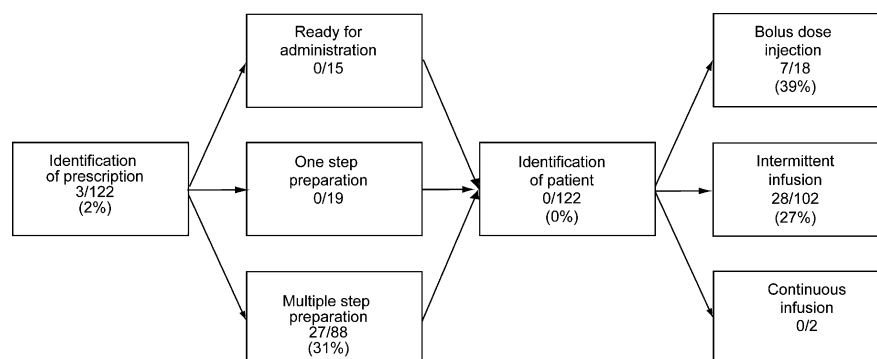 Identification
of prescription
3/122
(2%)
Ready for
administration
0/15
One step
preparation
0/19
Multiple step
preparation
27/88
(31%)
Identification
of patient
0/122
(0%)
Bolus dose
injection
7/18
(39%)
Intermittent
infusion
28/102
(27%)
Continuous
infusion
0/2